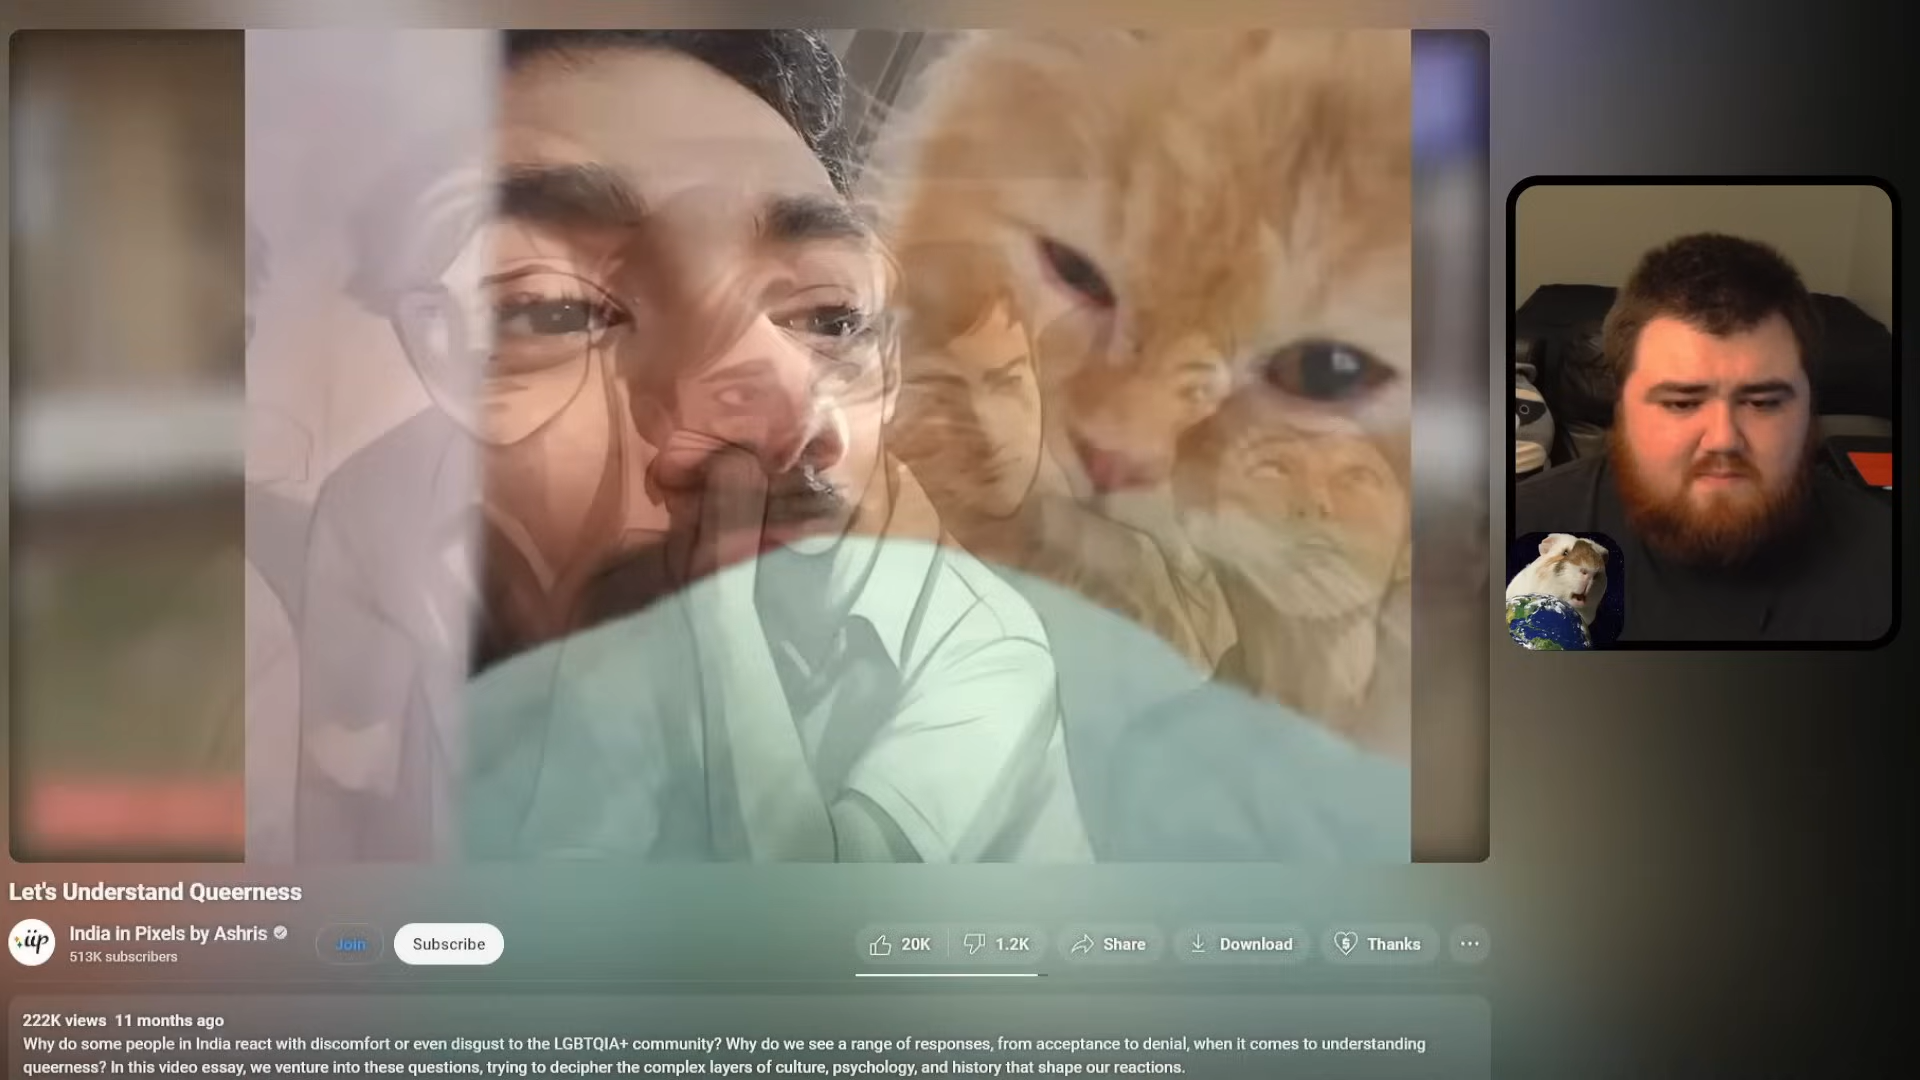 Let's Understand Queerness
iip
India in Pixels by Ashris
513K subscribers
Join
Subscribe
20K
1.2K
Share
Download
Thanks
222K views 11 months ago
Why do some people in India react with discomfort or even disgust to the LGBTQIA+ community? Why do we see a range of responses, from acceptance to denial, when it comes to understanding
queerness? In this video essay, we venture into these questions, trying to decipher the complex layers of culture, psychology, and history that shape our reactions.